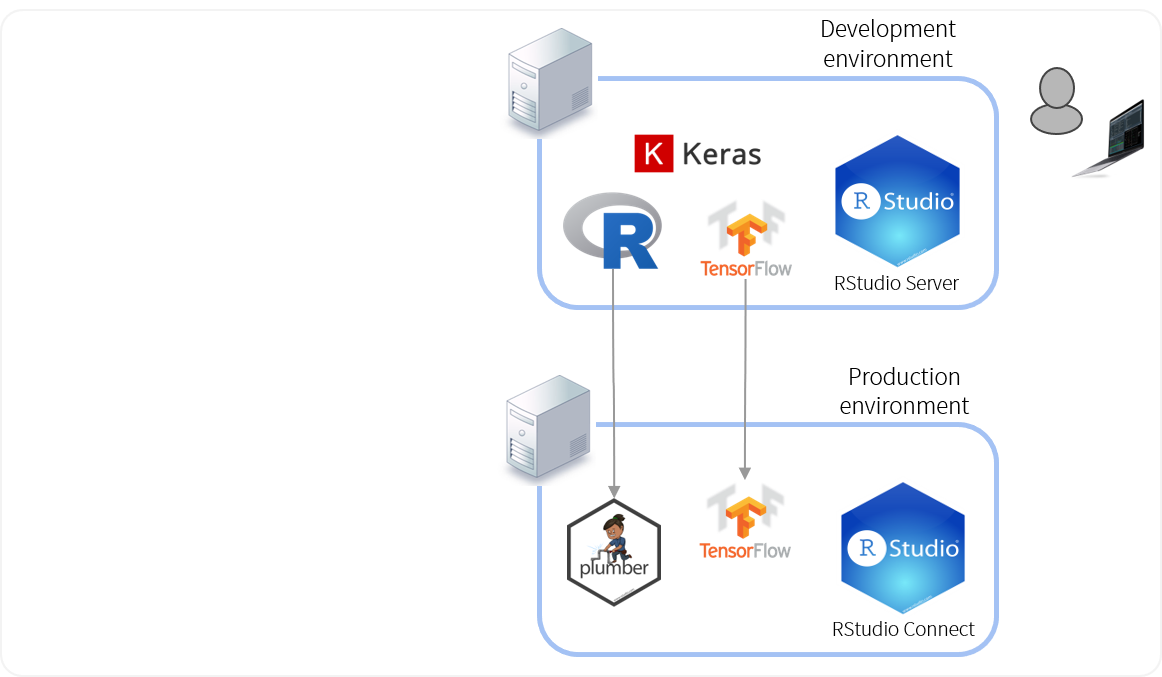 Development
environment
K Keras
R
TensorFlow
R Studio
RStudio Server
Production
environment
plumber
TensorFlow
R Studio
RStudio Connect